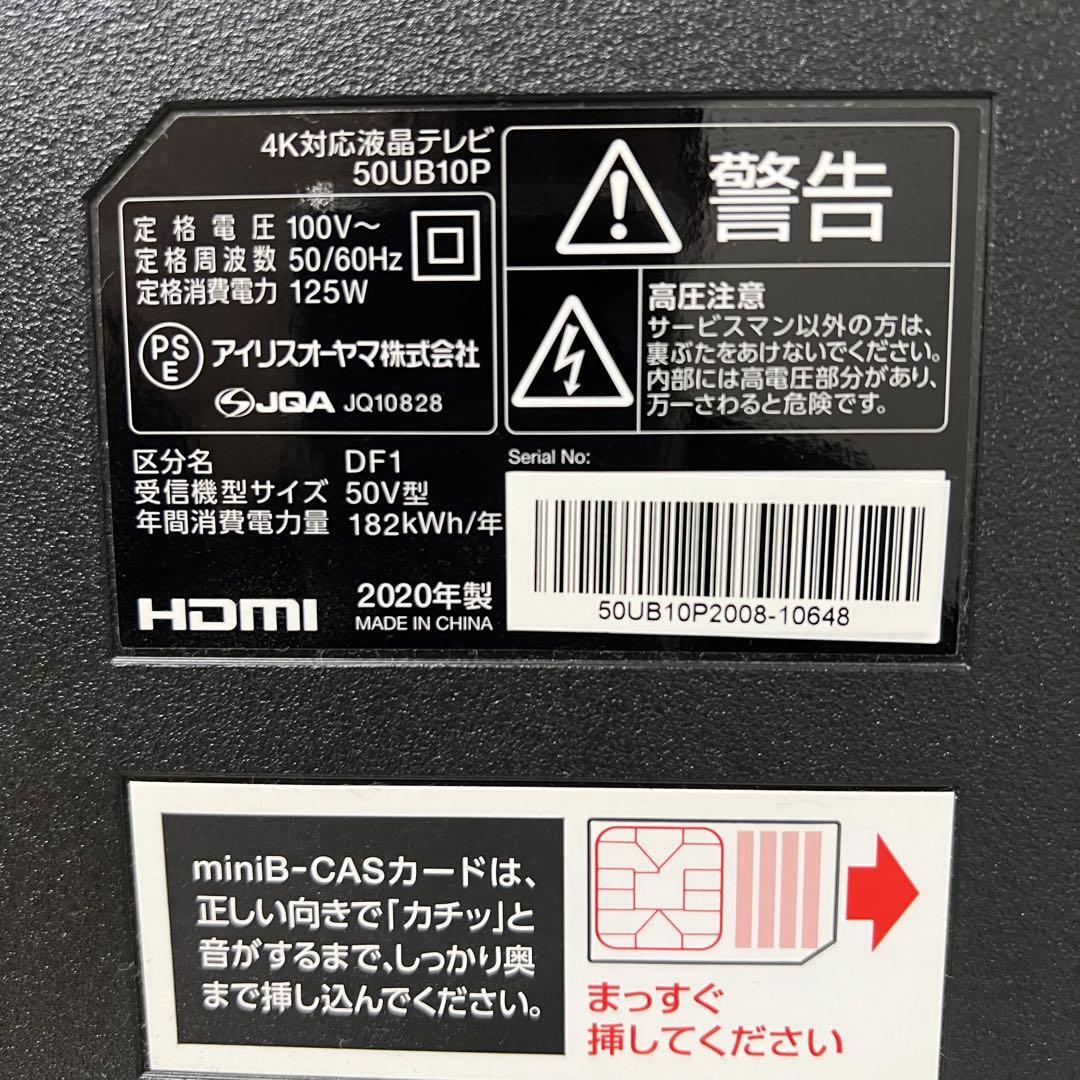 4K対応液晶テレビ
50UB10P
定格電圧 100V～
定格周波数 50/60Hz
定格消費電力 125W
PSE アイリスオーヤマ株式会社
JQA JQ10828
警告
高圧注意
サービスマン以外の方は、
裏ぶたをあけないでください。
内部には高電圧部分があり、
万一さわると危険です。
区分名 DF1
受信機型サイズ 50V型
年間消費電力量 182kWh/年
HDMI
2020年製
MADE IN CHINA
Serial No:
50UB10P2008-10648
miniB-CASカードは、
正しい向きで「カチッ」と
音がするまで、しっかり奥
まで挿し込んでください。
まっすぐ
挿してください